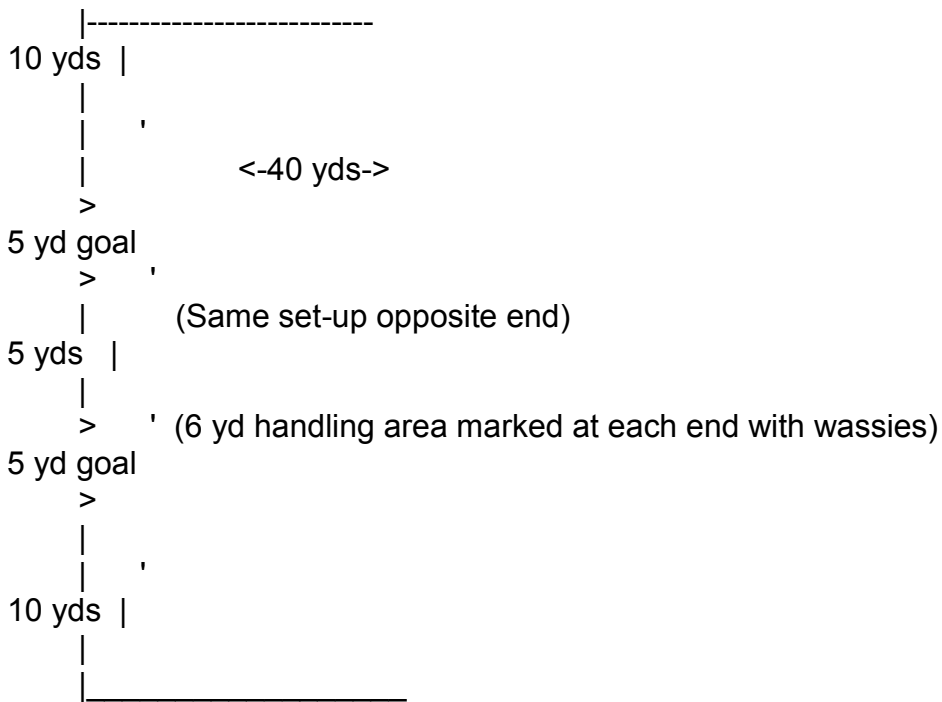 |---------------------------
10 yds |
|
| '
| <-40 yds->
>
5 yd goal
> '
| (Same set-up opposite end)
5 yds |
|
> ' (6 yd handling area marked at each end with wassies)
5 yd goal
>
|
| '
10 yds |
|
|___________________